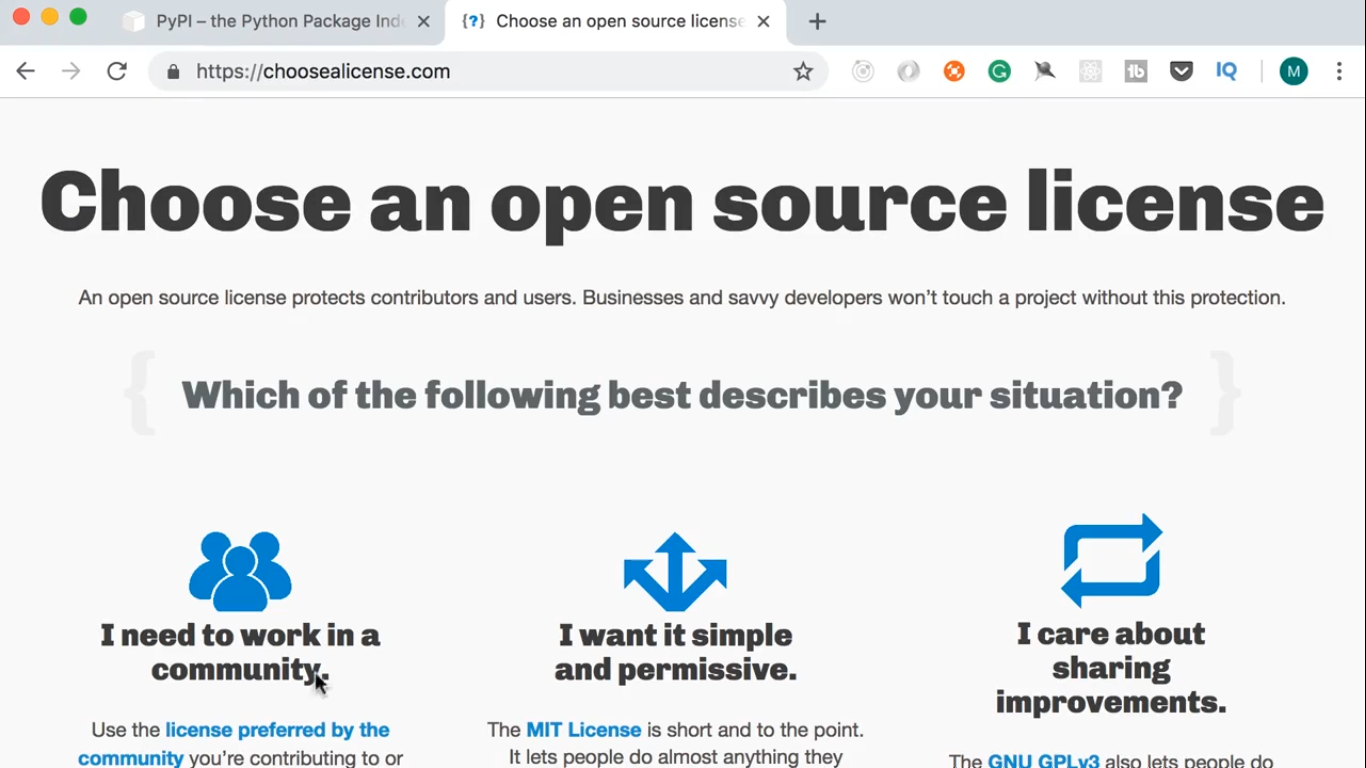 PyPI – the Python Package Ind
{?} Choose an open source license
https://choosealicense.com
G
tb
IQ
M
Choose an open source license
An open source license protects contributors and users. Businesses and savvy developers won't touch a project without this protection.
{ Which of the following best describes your situation? }
I need to work in a
community.
Use the license preferred by the
community you're contributing to or
I want it simple
and permissive.
The MIT License is short and to the point.
It lets people do almost anything they
I care about
sharing
improvements.
The GNU GPLv3 also lets people do